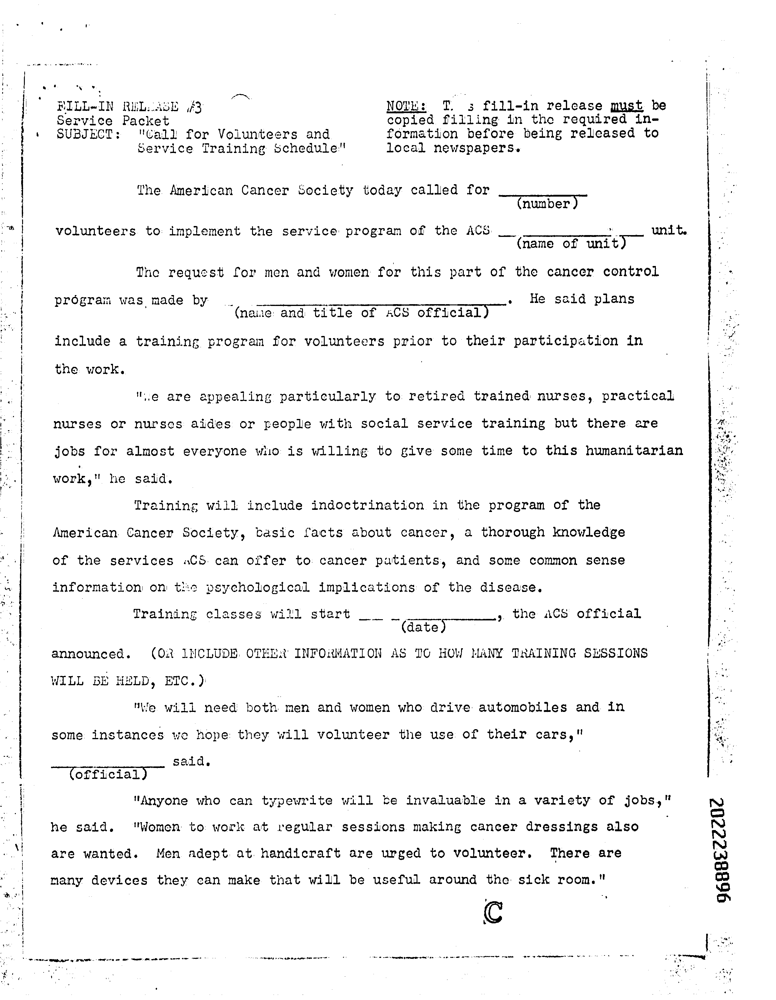 FILL-IN RELEASE #3
Service Packet
SUBJECT: "Call for Volunteers and
Service Training Schedule"
NOTE: T s fill-in release must be
copied filling in the required in-
formation before being released to
local newspapers.
The American Cancer Society today called for __________
(number)
volunteers to implement the service program of the ACS __ __________ ___ unit.
(name of unit)
The request for men and women for this part of the cancer control
program was made by ______________________________. He said plans
(name and title of ACS official)
include a training program for volunteers prior to their participation in
the work.
"We are appealing particularly to retired trained nurses, practical
nurses or nurses aides or people with social service training but there are
jobs for almost everyone who is willing to give some time to this humanitarian
work," he said.
Training will include indoctrination in the program of the
American Cancer Society, basic facts about cancer, a thorough knowledge
of the services ACS can offer to cancer patients, and some common sense
information on the psychological implications of the disease.
Training classes will start __ _ __________, the ACS official
(date)
announced. (OR INCLUDE OTHER INFORMATION AS TO HOW MANY TRAINING SESSIONS
WILL BE HELD, ETC.)
"We will need both men and women who drive automobiles and in
some instances we hope they will volunteer the use of their cars,"
__________ said.
(official)
"Anyone who can typewrite will be invaluable in a variety of jobs,"
he said. "Women to work at regular sessions making cancer dressings also
are wanted. Men adept at handicraft are urged to volunteer. There are
many devices they can make that will be useful around the sick room."
C
2022238896